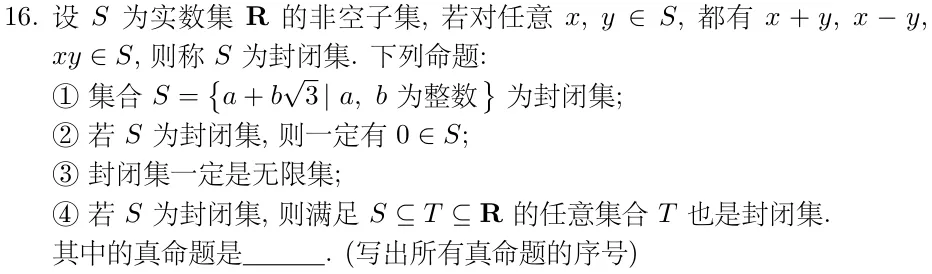 16. 设 S 为实数集 R 的非空子集, 若对任意 x, y ∈ S, 都有 x + y, x − y,
xy ∈ S, 则称 S 为封闭集. 下列命题:
① 集合 S = {a + b√3 | a, b 为整数} 为封闭集;
② 若 S 为封闭集, 则一定有 0 ∈ S;
③ 封闭集一定是无限集;
④ 若 S 为封闭集, 则满足 S ⊆ T ⊆ R 的任意集合 T 也是封闭集.
其中的真命题是______. (写出所有真命题的序号)